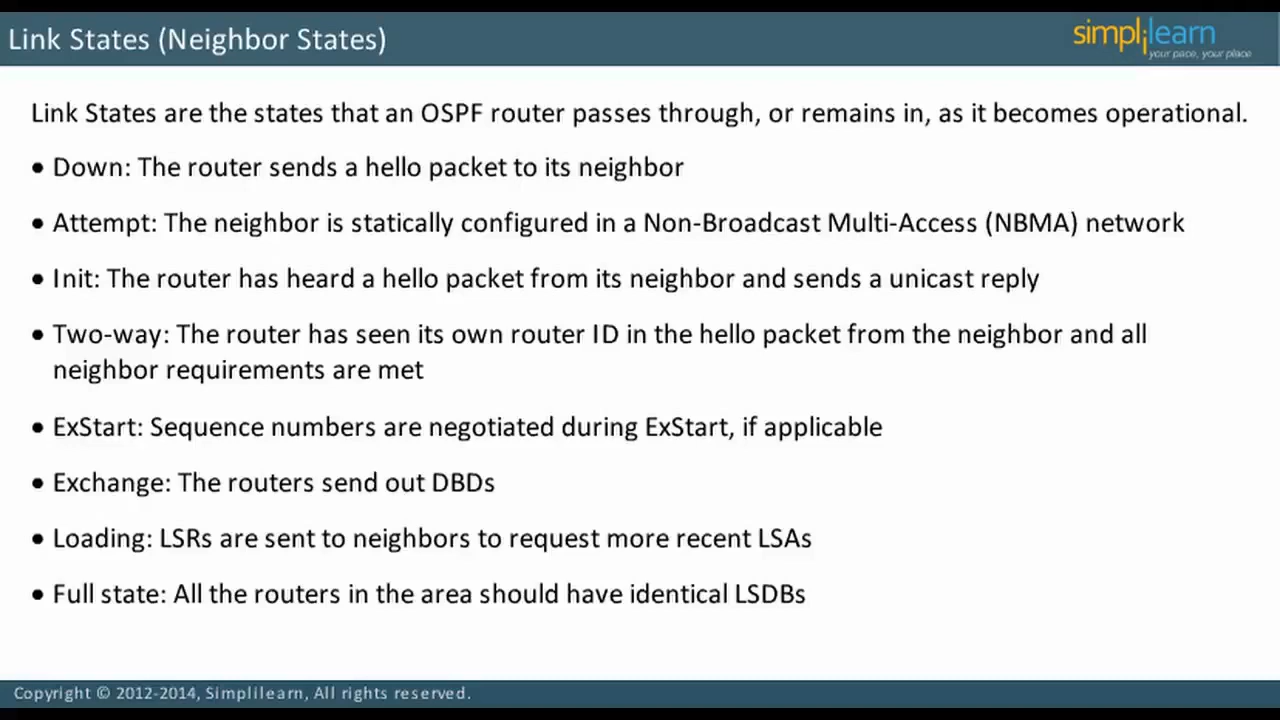 Link States (Neighbor States)
simplilearn
your pace, your place
Link States are the states that an OSPF router passes through, or remains in, as it becomes operational.
• Down: The router sends a hello packet to its neighbor
• Attempt: The neighbor is statically configured in a Non-Broadcast Multi-Access (NBMA) network
• Init: The router has heard a hello packet from its neighbor and sends a unicast reply
• Two-way: The router has seen its own router ID in the hello packet from the neighbor and all
neighbor requirements are met
• ExStart: Sequence numbers are negotiated during ExStart, if applicable
• Exchange: The routers send out DBDs
• Loading: LSRs are sent to neighbors to request more recent LSAs
• Full state: All the routers in the area should have identical LSDBs
Copyright © 2012-2014, Simplilearn, All rights reserved.